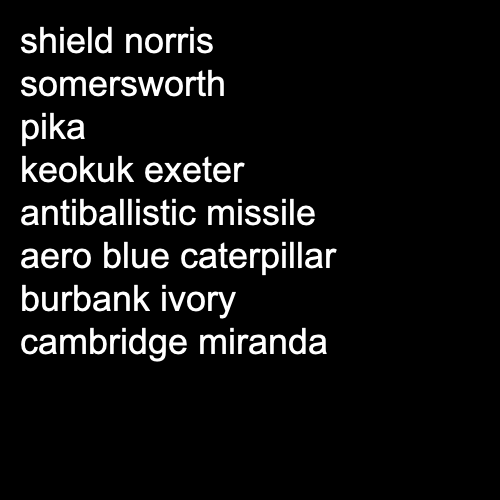 shield norris
somersworth
pika
keokuk exeter
antiballistic missile
aero blue caterpillar
burbank ivory
cambridge miranda